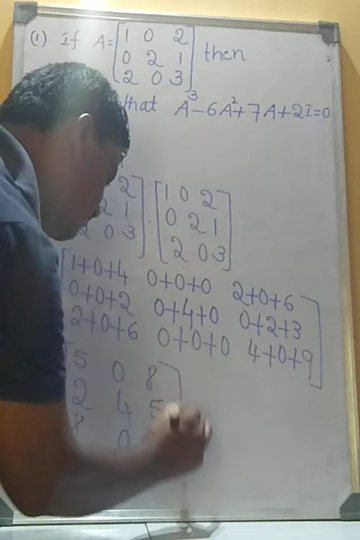 (1) If A = [1 0 2
0 2 1
2 0 3] then
that A³-6A²+7A+2I=0
2] . [1 0 2
2 1] [0 2 1
2 0 3] [2 0 3]
[1+0+4 0+0+0 2+0+6
0+0+2 0+4+0 0+2+3
2+0+6 0+0+0 4+0+9]
[5 0 8
2 4 5
8 0